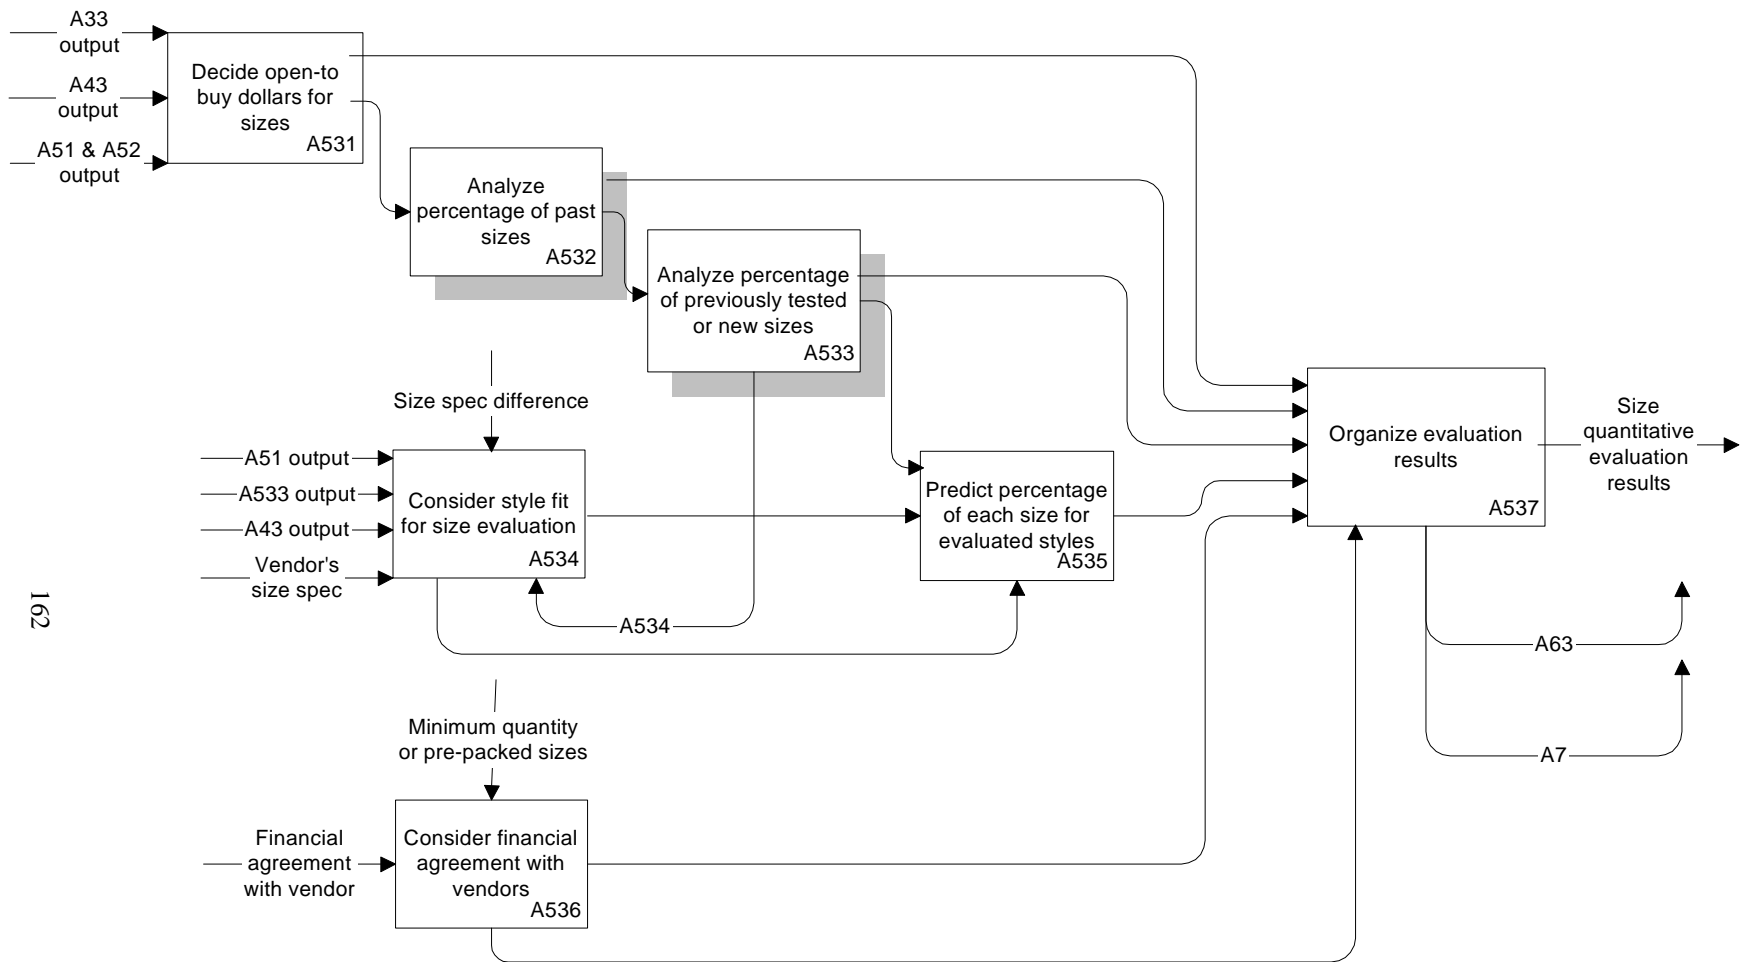 A33
output
A43
output
A51 & A52
output
Decide open-to
buy dollars for
sizes
A531
Analyze
percentage of past
sizes
A532
Analyze percentage
of previously tested
or new sizes
A533
Size spec difference
A51 output
A533 output
A43 output
Vendor's
size spec
Consider style fit
for size evaluation
A534
A534
Predict percentage
of each size for
evaluated styles
A535
Organize evaluation
results
A537
Size
quantitative
evaluation
results
A63
A7
Minimum quantity
or pre-packed sizes
Financial
agreement
with vendor
Consider financial
agreement with
vendors
A536
162